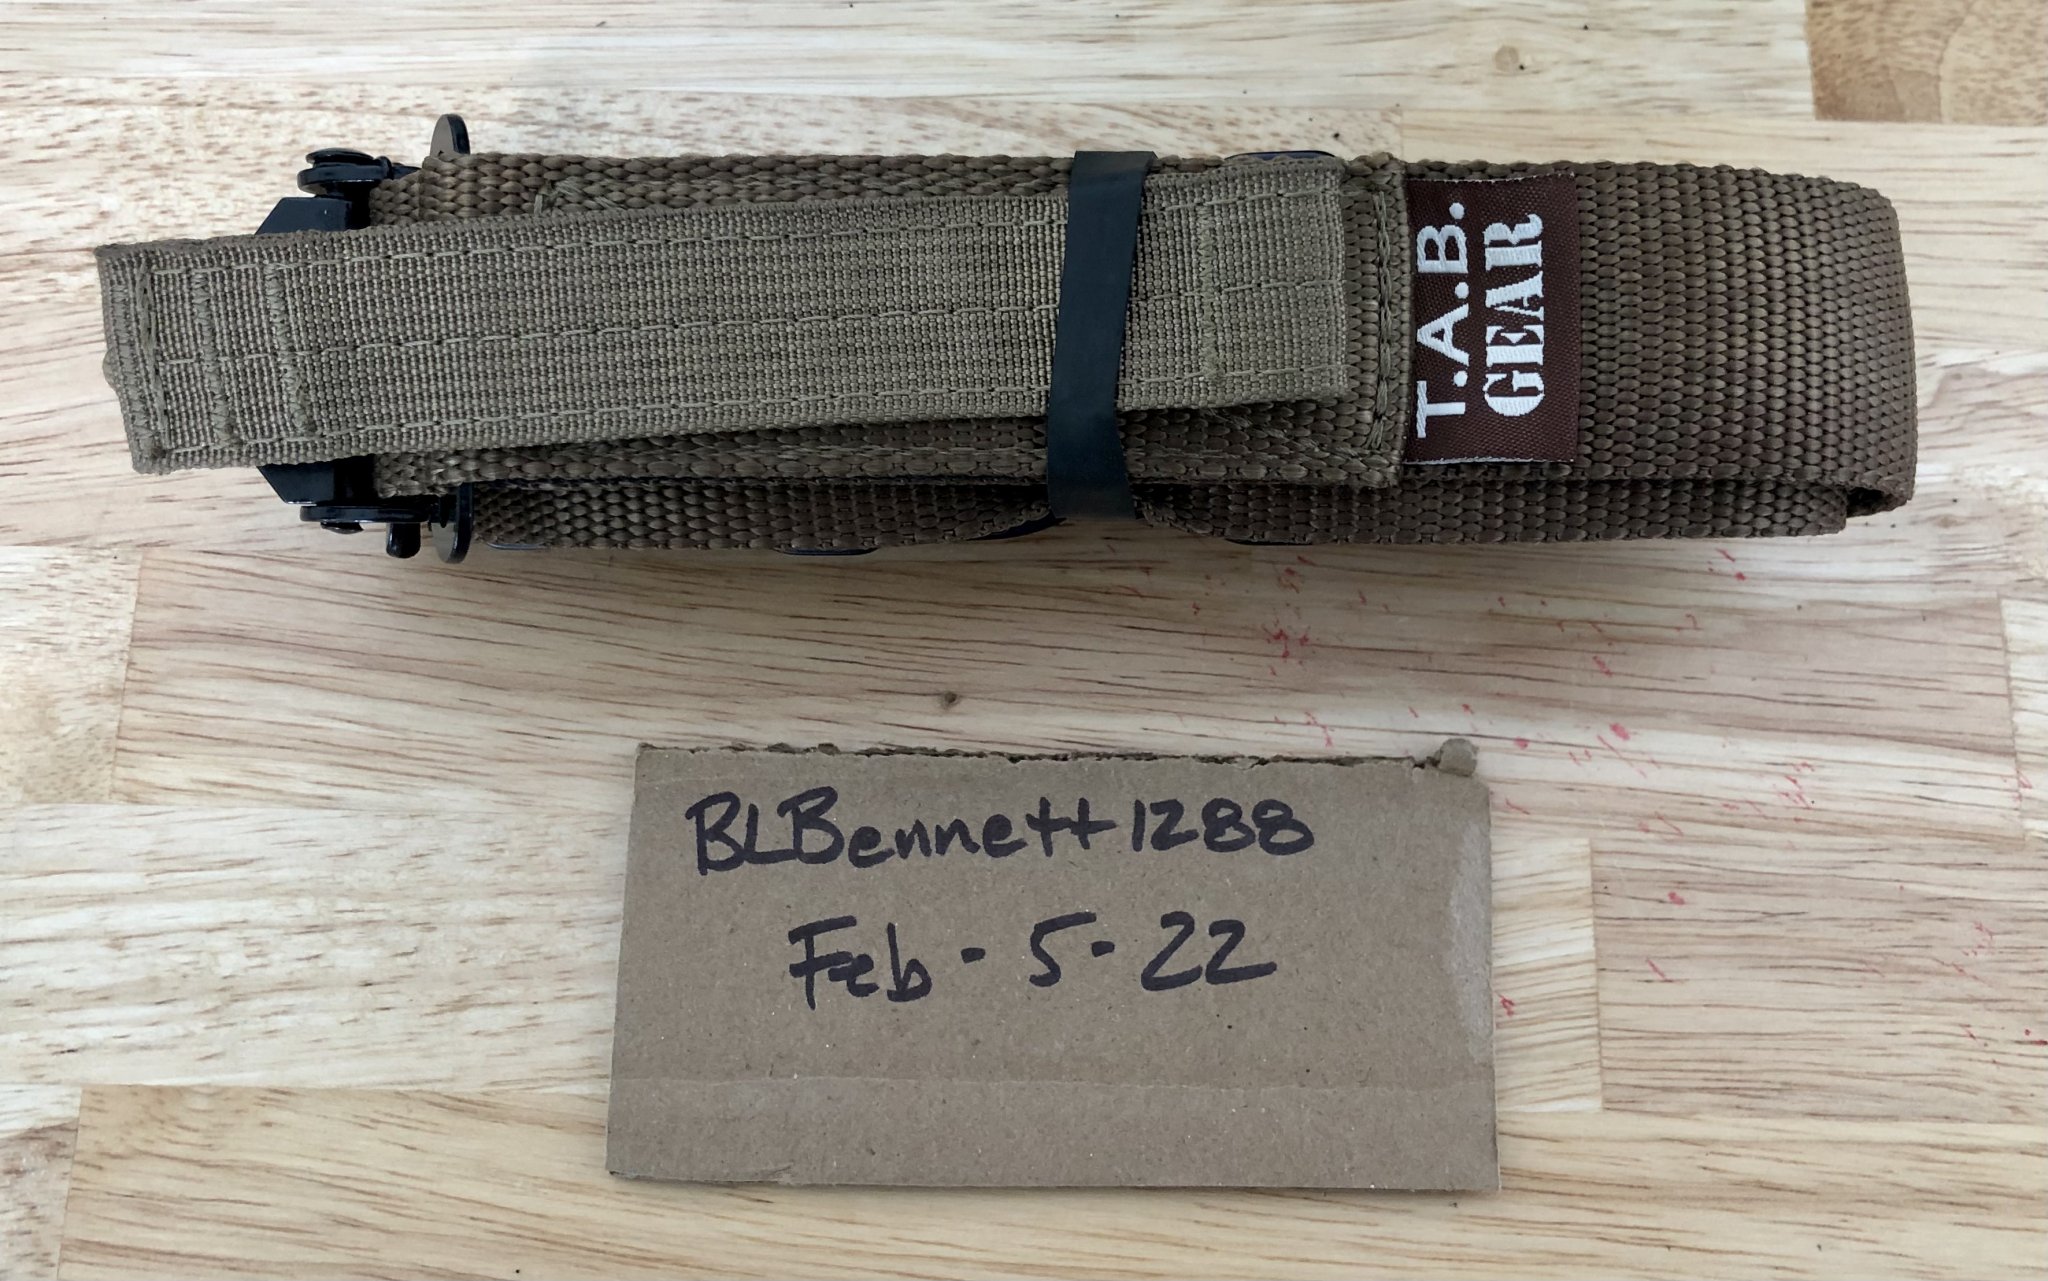 T.A.B.
GEAR
BLBennett1288
Feb - 5 - 22